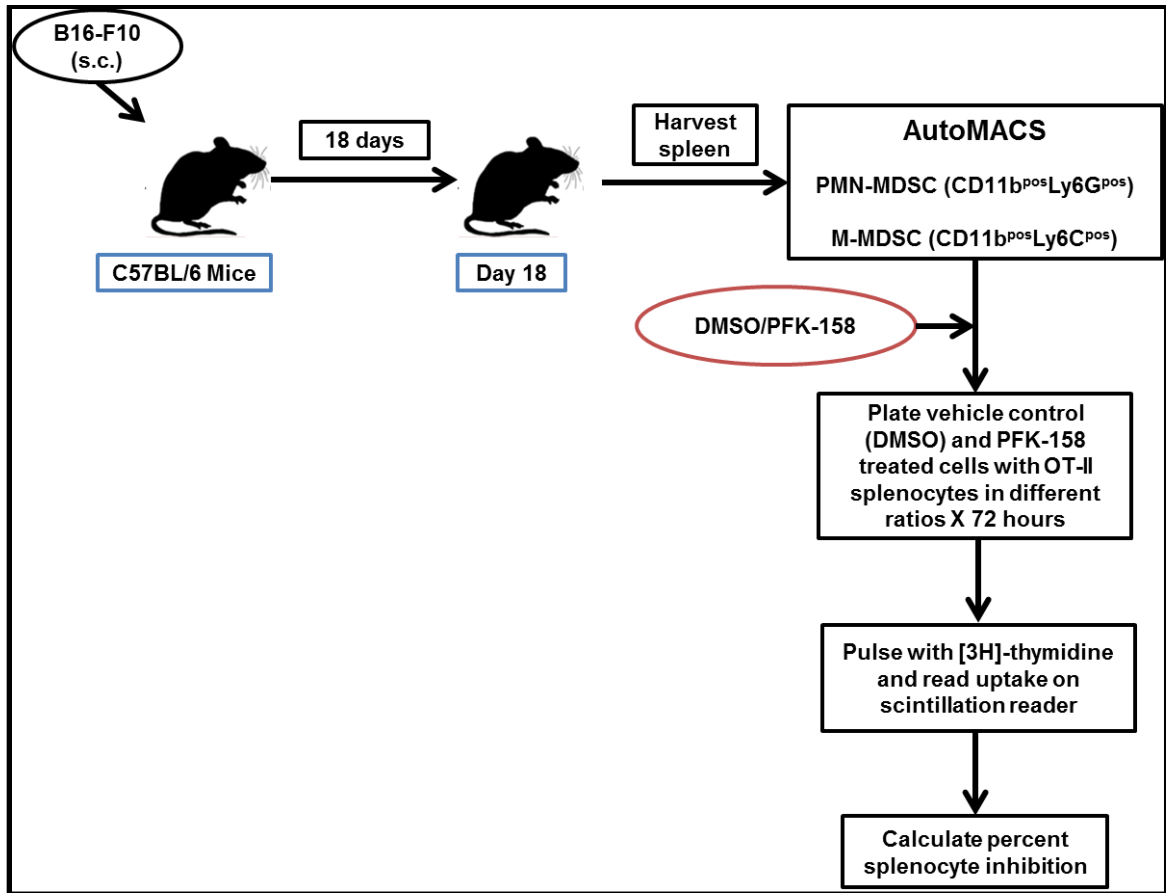 B16-F10
(s.c.)
18 days
Harvest
spleen
AutoMACS
PMN-MDSC (CD11bᵖᵒˢLy6Gᵖᵒˢ)
M-MDSC (CD11bᵖᵒˢLy6Cᵖᵒˢ)
C57BL/6 Mice
Day 18
DMSO/PFK-158
Plate vehicle control
(DMSO) and PFK-158
treated cells with OT-II
splenocytes in different
ratios X 72 hours
Pulse with [3H]-thymidine
and read uptake on
scintillation reader
Calculate percent
splenocyte inhibition